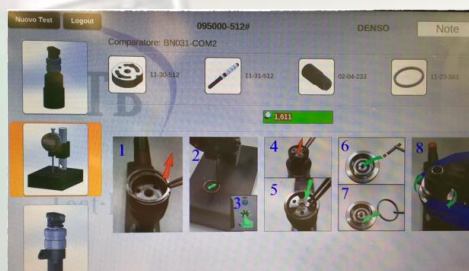 Nuovo Test
Logout
095000-512#
DENSO
Note
Comparatore: BN031-COM2
11-30-512
11-31-512
02-04-233
1,611
1
2
3
4
5
6
7
8